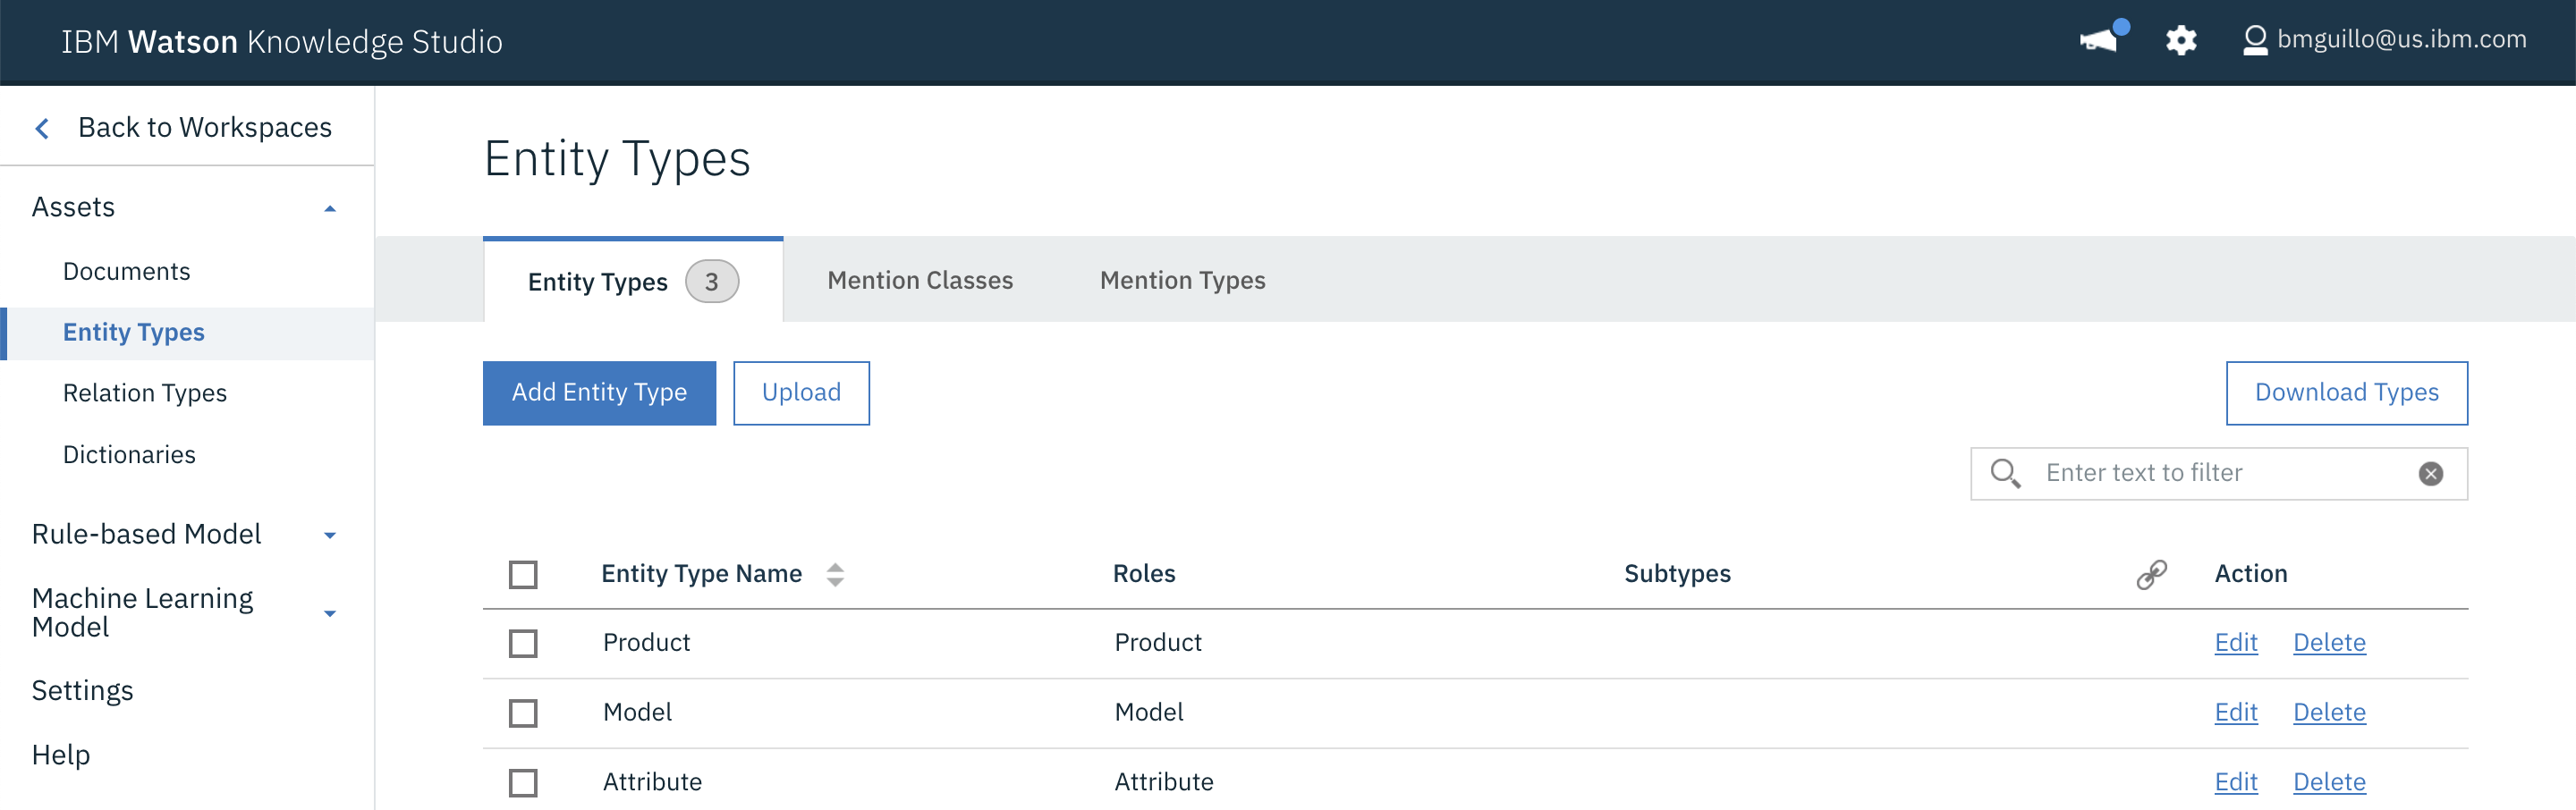 IBM Watson Knowledge Studio
bmguillo@us.ibm.com
Back to Workspaces
Assets
Documents
Entity Types
Relation Types
Dictionaries
Rule-based Model
Machine Learning
Model
Settings
Help
Entity Types
Entity Types 3 Mention Classes Mention Types
Add Entity Type Upload Download Types
Enter text to filter
Entity Type Name Roles Subtypes Action
Product Product Edit Delete
Model Model Edit Delete
Attribute Attribute Edit Delete